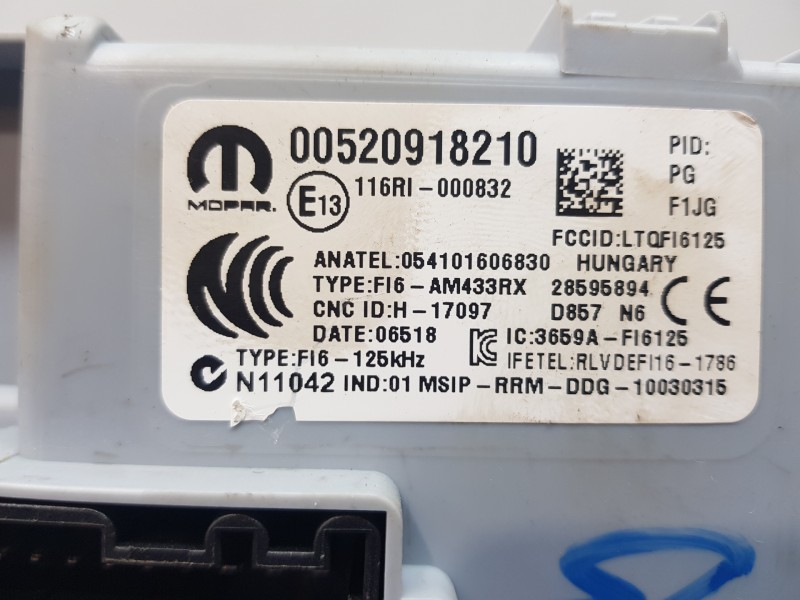 MOPAR.
00520918210
E13
116RI-000832
PID:
PG
F1JG
FCCID:LTQFI6125
ANATEL:054101606830 HUNGARY
TYPE:FI6-AM433RX 28595894
CNC ID:H-17097 D857 N6 CE
DATE:06518 IC:3659A-FI6125
TYPE:FI6-125kHz IFETEL:RLVDEFI16-1786
N11042 IND:01 MSIP-RRM-DDG-10030315